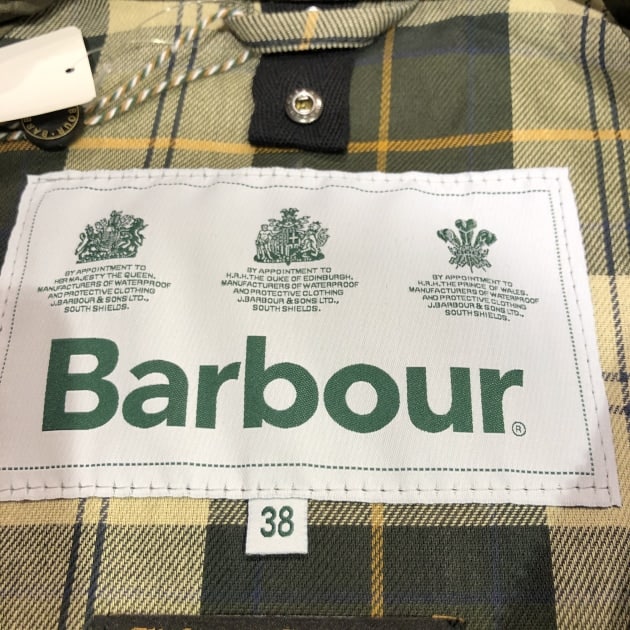 BY APPOINTMENT TO
HER MAJESTY THE QUEEN,
MANUFACTURERS OF WATERPROOF
AND PROTECTIVE CLOTHING
J.BARBOUR & SONS LTD.,
SOUTH SHIELDS.
BY APPOINTMENT TO
H.R.H. THE DUKE OF EDINBURGH,
MANUFACTURERS OF WATERPROOF
AND PROTECTIVE CLOTHING
J.BARBOUR & SONS LTD.,
SOUTH SHIELDS.
BY APPOINTMENT TO
H.R.H. THE PRINCE OF WALES,
MANUFACTURERS OF WATERPROOF
AND PROTECTIVE CLOTHING
J.BARBOUR & SONS LTD.,
SOUTH SHIELDS.
Barbour®
38